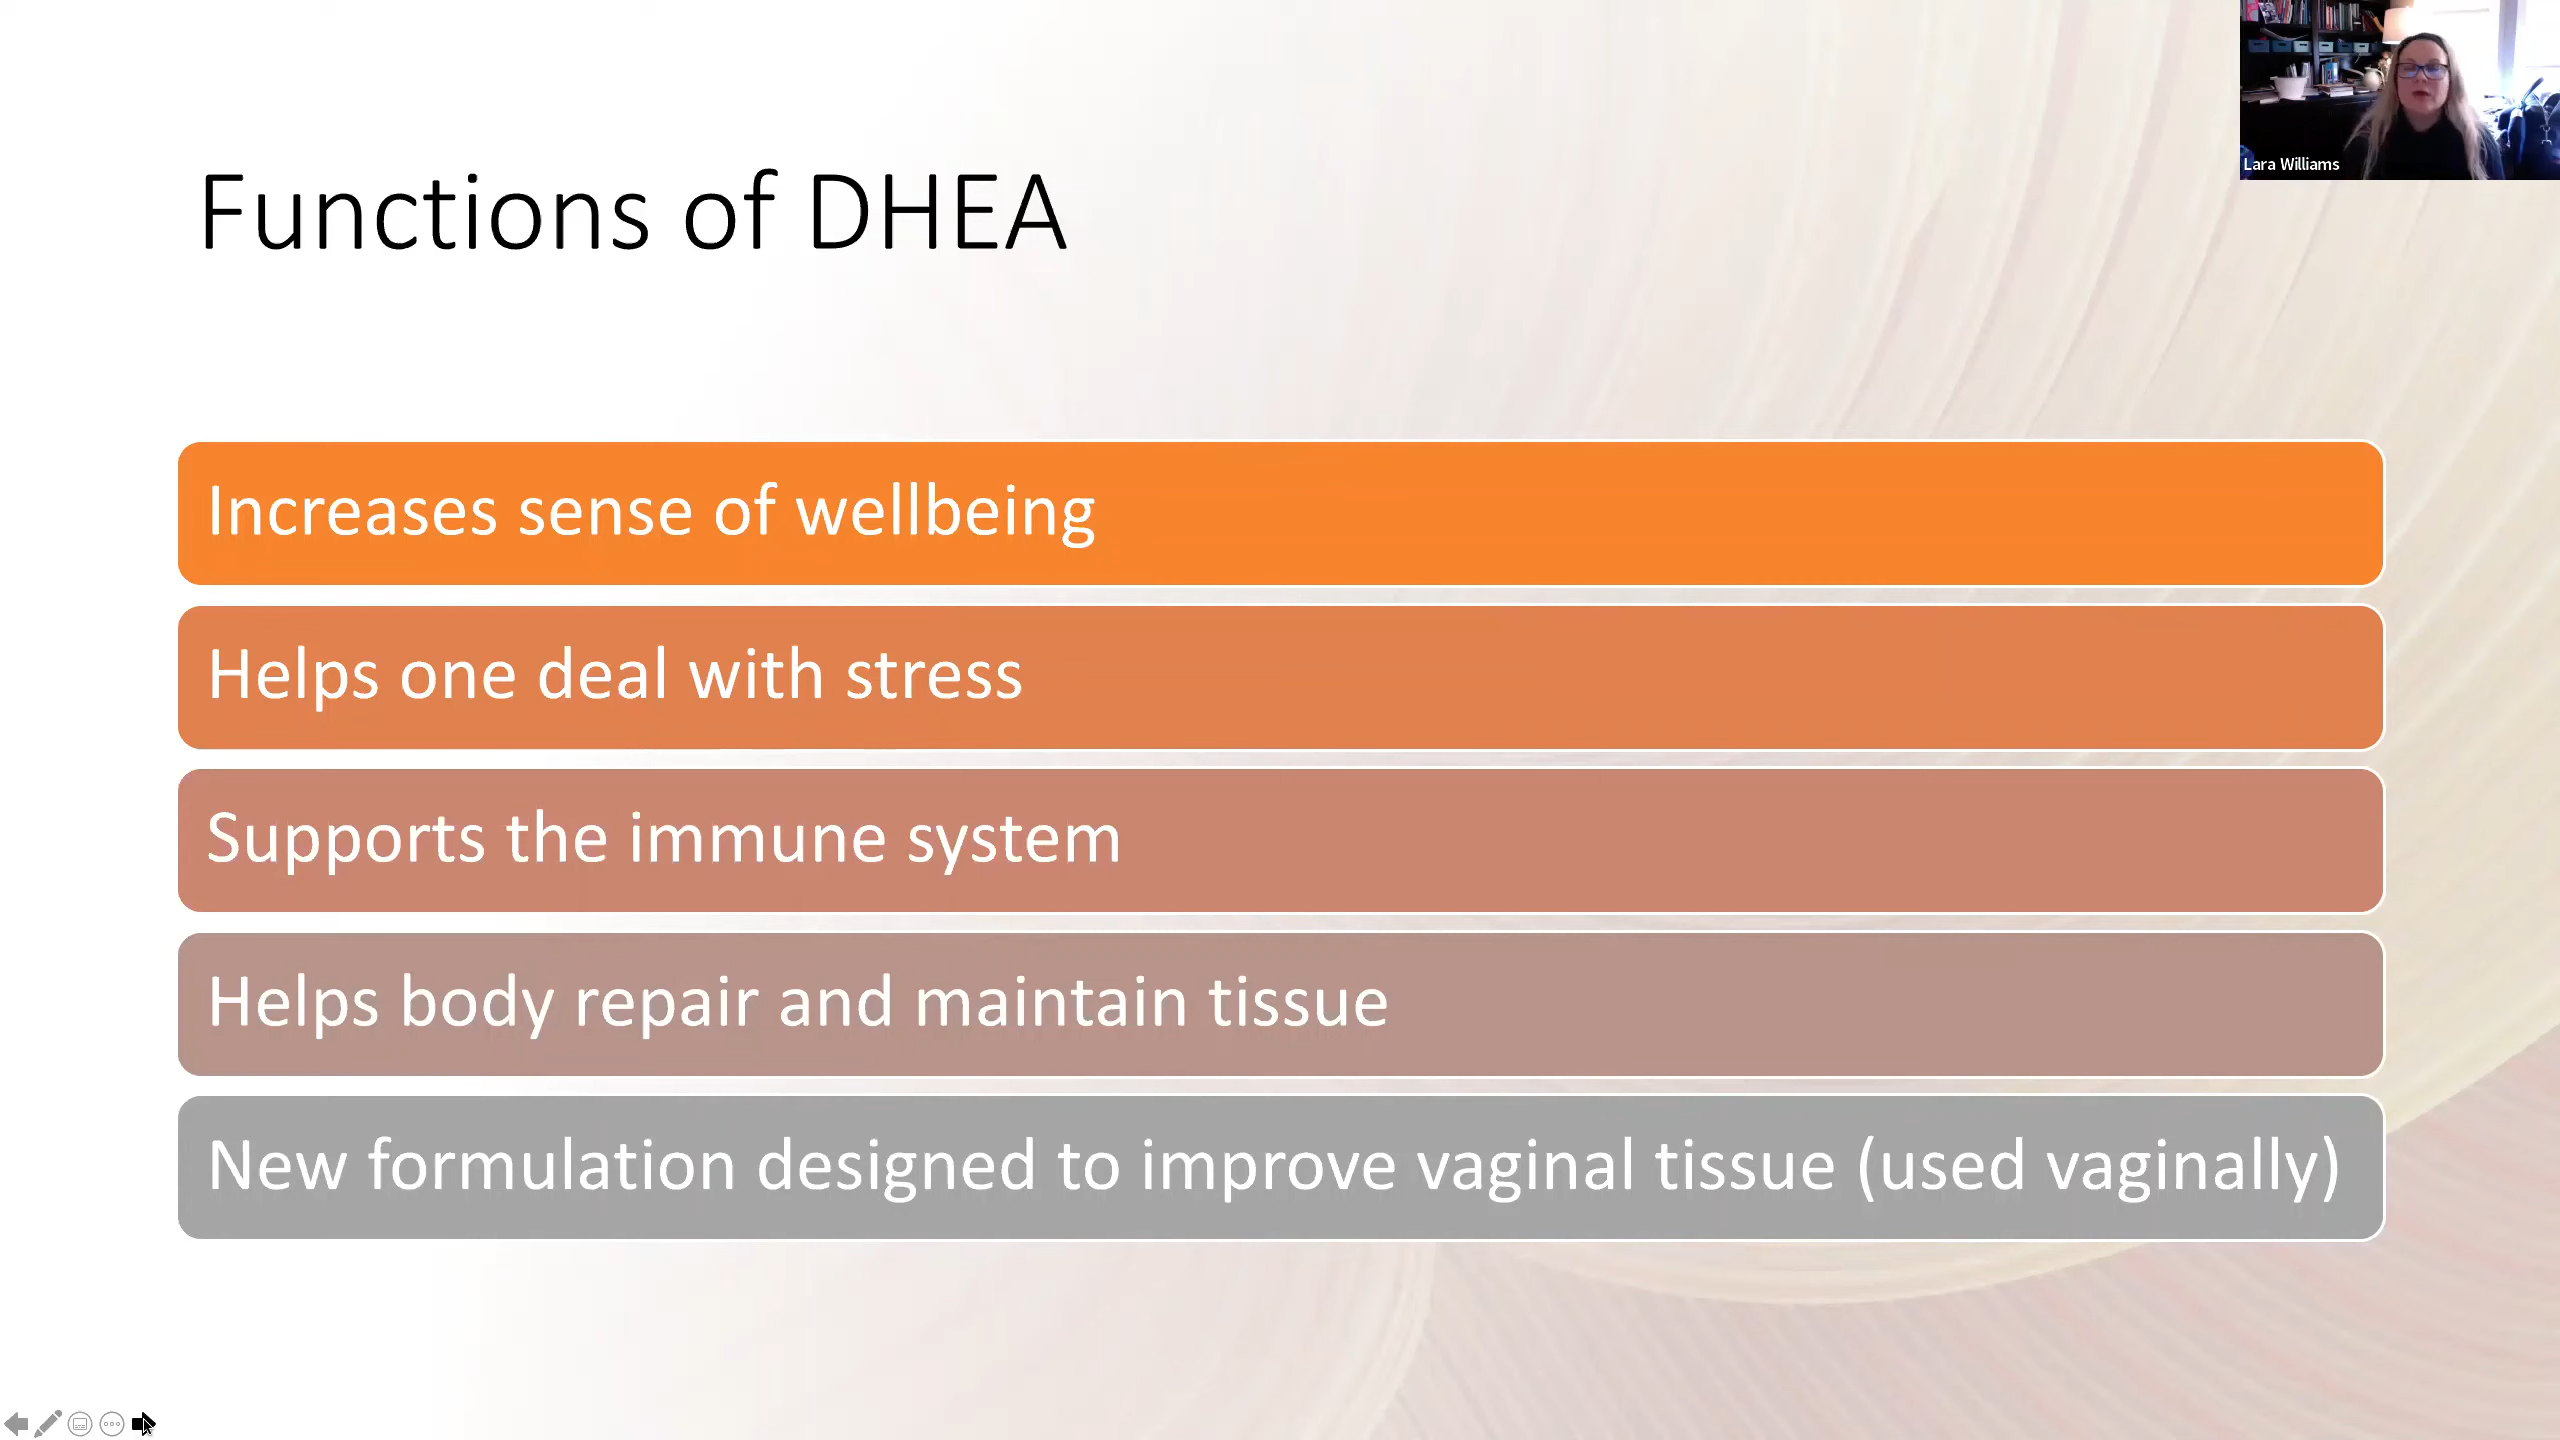 Lara Williams
Functions of DHEA
Increases sense of wellbeing
Helps one deal with stress
Supports the immune system
Helps body repair and maintain tissue
New formulation designed to improve vaginal tissue (used vaginally)